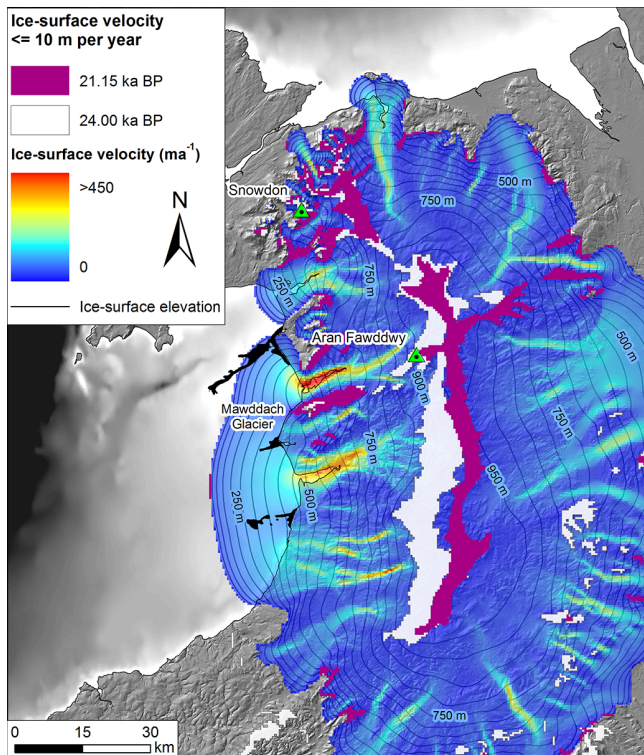 Ice-surface velocity
<= 10 m per year
21.15 ka BP
24.00 ka BP
Ice-surface velocity (ma⁻¹)
>450
0
N
Ice-surface elevation
Snowdon
750 m
500 m
250 m
750 m
Aran Fawddwy
900 m
Mawddach
Glacier
750 m
500 m
250 m
950 m
500 m
750 m
750 m
750 m
0 15 30
km